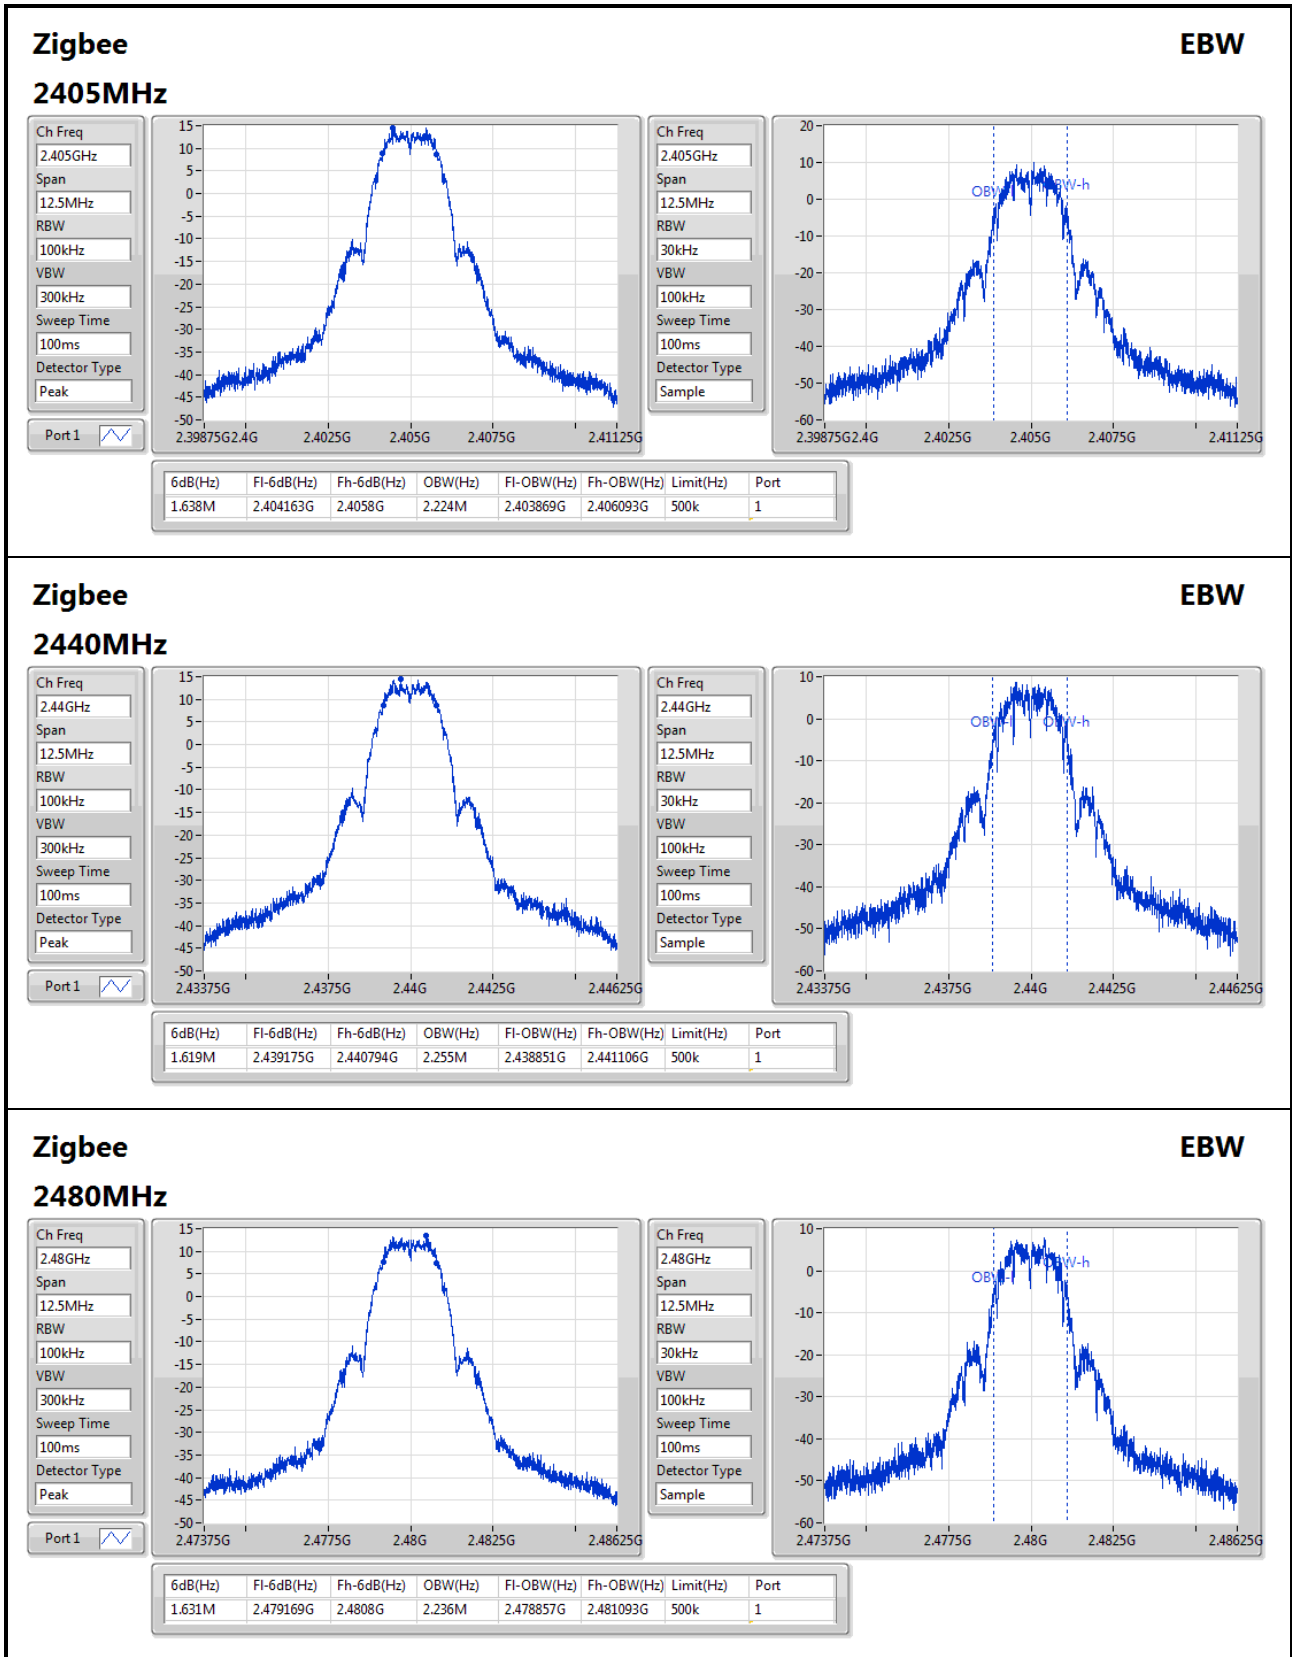 Zigbee EBW
2405MHz
Ch Freq
2.405GHz
Span
12.5MHz
RBW
100kHz
VBW
300kHz
Sweep Time
100ms
Detector Type
Peak
Port 1
15
10
5
0
-5
-10
-15
-20
-25
-30
-35
-40
-45
-50
2.39875G 2.4G 2.4025G 2.405G 2.4075G 2.41125G
Ch Freq
2.405GHz
Span
12.5MHz
RBW
30kHz
VBW
100kHz
Sweep Time
100ms
Detector Type
Sample
20
10
0
-10
-20
-30
-40
-50
-60
OBW-h
2.39875G 2.4G 2.4025G 2.405G 2.4075G 2.41125G
6dB(Hz) Fl-6dB(Hz) Fh-6dB(Hz) OBW(Hz) Fl-OBW(Hz) Fh-OBW(Hz) Limit(Hz) Port
1.638M 2.404163G 2.4058G 2.224M 2.403869G 2.406093G 500k 1
Zigbee EBW
2440MHz
Ch Freq
2.44GHz
Span
12.5MHz
RBW
100kHz
VBW
300kHz
Sweep Time
100ms
Detector Type
Peak
Port 1
15
10
5
0
-5
-10
-15
-20
-25
-30
-35
-40
-45
-50
2.43375G 2.4375G 2.44G 2.4425G 2.44625G
Ch Freq
2.44GHz
Span
12.5MHz
RBW
30kHz
VBW
100kHz
Sweep Time
100ms
Detector Type
Sample
10
0
-10
-20
-30
-40
-50
-60
OBW-l OBW-h
2.43375G 2.4375G 2.44G 2.4425G 2.44625G
6dB(Hz) Fl-6dB(Hz) Fh-6dB(Hz) OBW(Hz) Fl-OBW(Hz) Fh-OBW(Hz) Limit(Hz) Port
1.619M 2.439175G 2.440794G 2.255M 2.438851G 2.441106G 500k 1
Zigbee EBW
2480MHz
Ch Freq
2.48GHz
Span
12.5MHz
RBW
100kHz
VBW
300kHz
Sweep Time
100ms
Detector Type
Peak
Port 1
15
10
5
0
-5
-10
-15
-20
-25
-30
-35
-40
-45
-50
2.47375G 2.4775G 2.48G 2.4825G 2.48625G
Ch Freq
2.48GHz
Span
12.5MHz
RBW
30kHz
VBW
100kHz
Sweep Time
100ms
Detector Type
Sample
10
0
-10
-20
-30
-40
-50
-60
OBW-l OBW-h
2.47375G 2.4775G 2.48G 2.4825G 2.48625G
6dB(Hz) Fl-6dB(Hz) Fh-6dB(Hz) OBW(Hz) Fl-OBW(Hz) Fh-OBW(Hz) Limit(Hz) Port
1.631M 2.479169G 2.4808G 2.236M 2.478857G 2.481093G 500k 1